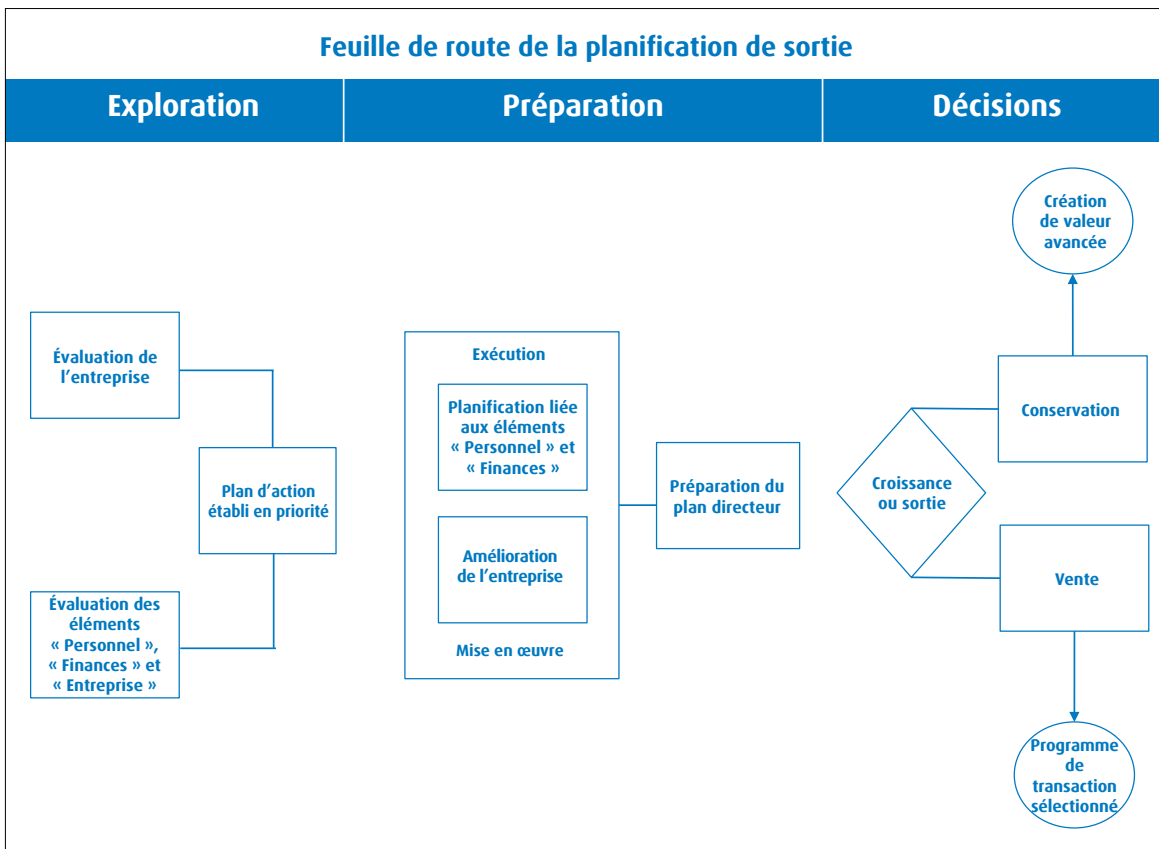 Feuille de route de la planification de sortie
Exploration
Préparation
Décisions
Évaluation de
l’entreprise
Plan d’action
établi en priorité
Évaluation des
éléments
« Personnel »,
« Finances » et
« Entreprise »
Exécution
Planification liée
aux éléments
« Personnel » et
« Finances »
Amélioration
de l’entreprise
Mise en œuvre
Préparation du
plan directeur
Création
de valeur
avancée
Conservation
Croissance
ou sortie
Vente
Programme
de
transaction
sélectionné